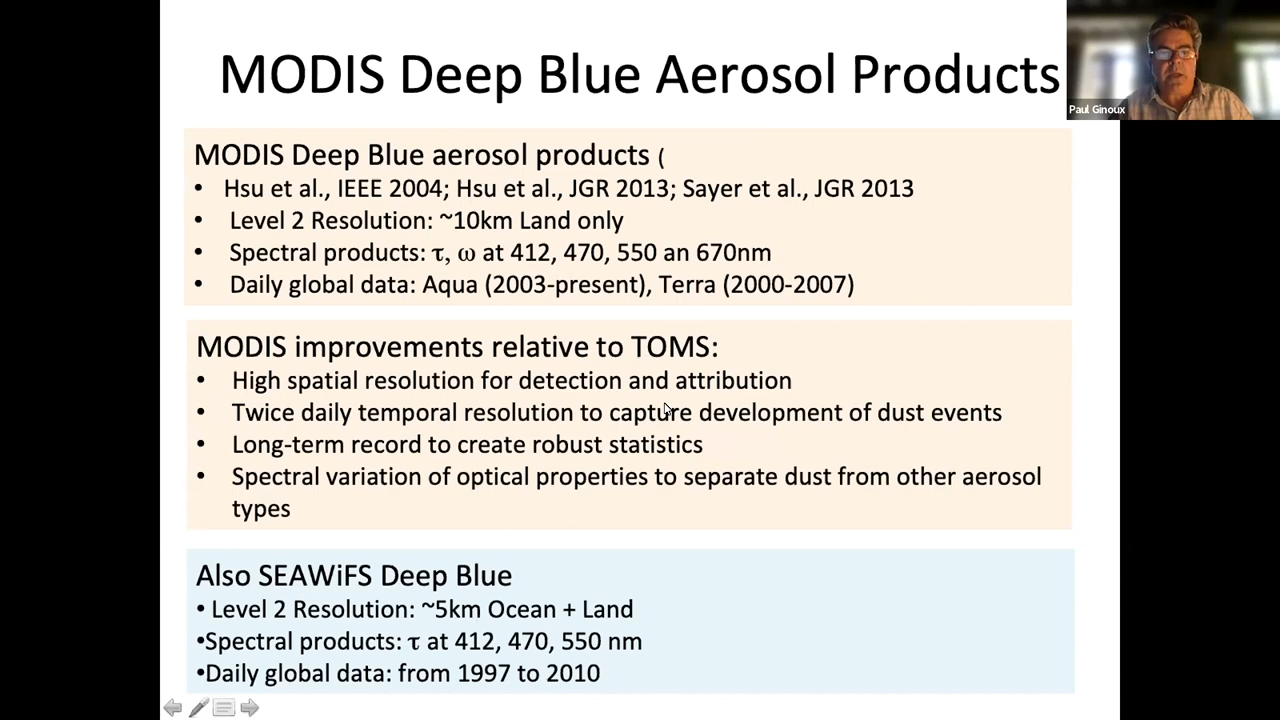 MODIS Deep Blue Aerosol Products
Paul Ginoux
MODIS Deep Blue aerosol products (
• Hsu et al., IEEE 2004; Hsu et al., JGR 2013; Sayer et al., JGR 2013
• Level 2 Resolution: ~10km Land only
• Spectral products: τ, ω at 412, 470, 550 an 670nm
• Daily global data: Aqua (2003-present), Terra (2000-2007)
MODIS improvements relative to TOMS:
• High spatial resolution for detection and attribution
• Twice daily temporal resolution to capture development of dust events
• Long-term record to create robust statistics
• Spectral variation of optical properties to separate dust from other aerosol
types
Also SEAWiFS Deep Blue
• Level 2 Resolution: ~5km Ocean + Land
•Spectral products: τ at 412, 470, 550 nm
•Daily global data: from 1997 to 2010